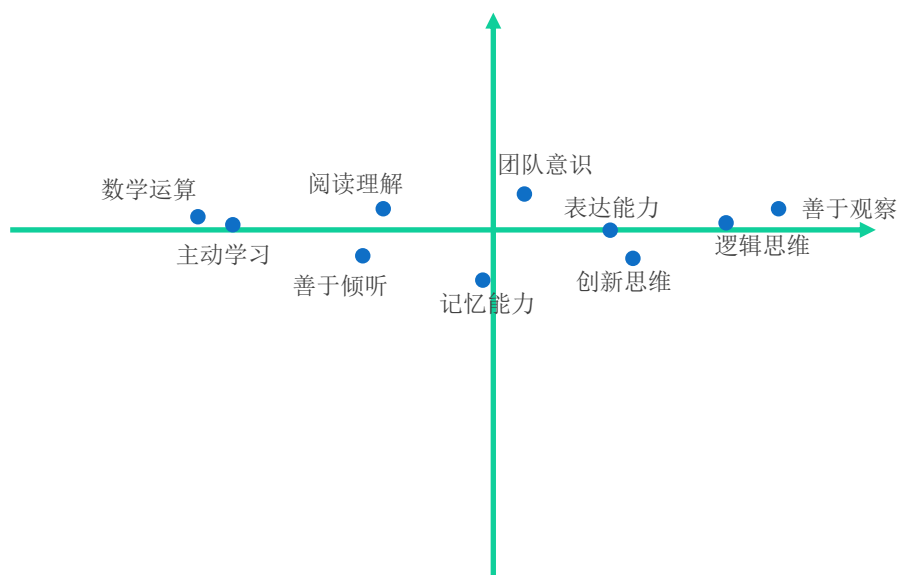 团队意识
数学运算
阅读理解
表达能力
善于观察
主动学习
逻辑思维
善于倾听
创新思维
记忆能力